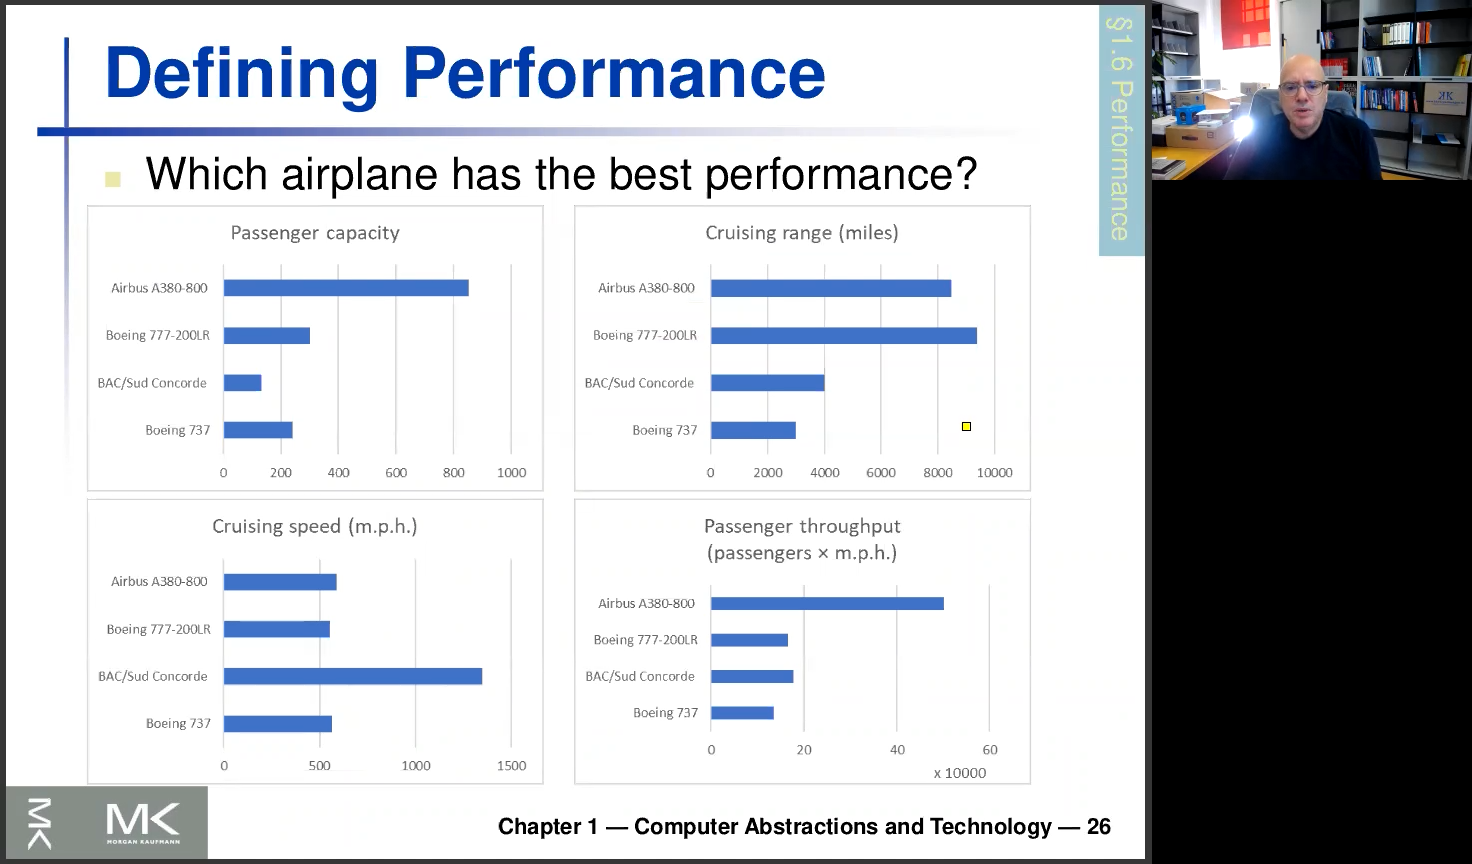 Defining Performance
§1.6 Performance
Which airplane has the best performance?
Passenger capacity
Airbus A380-800
Boeing 777-200LR
BAC/Sud Concorde
Boeing 737
0 200 400 600 800 1000
Cruising range (miles)
Airbus A380-800
Boeing 777-200LR
BAC/Sud Concorde
Boeing 737
0 2000 4000 6000 8000 10000
Cruising speed (m.p.h.)
Airbus A380-800
Boeing 777-200LR
BAC/Sud Concorde
Boeing 737
0 500 1000 1500
Passenger throughput
(passengers × m.p.h.)
Airbus A380-800
Boeing 777-200LR
BAC/Sud Concorde
Boeing 737
0 20 40 60
x 10000
MK
MK
MORGAN KAUFMANN
Chapter 1 — Computer Abstractions and Technology — 26